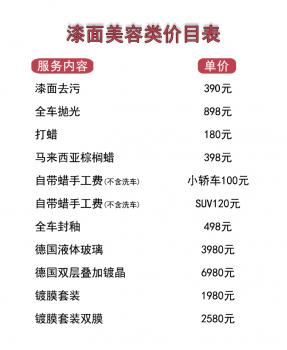 漆面美容类价目表
服务内容 单价
漆面去污 390元
全车抛光 898元
打蜡 180元
马来西亚棕榈蜡 398元
自带蜡手工费(不含洗车) 小轿车100元
自带蜡手工费(不含洗车) SUV120元
全车封釉 498元
德国液体玻璃 3980元
德国双层叠加镀晶 6980元
镀膜套装 1980元
镀膜套装双膜 2580元